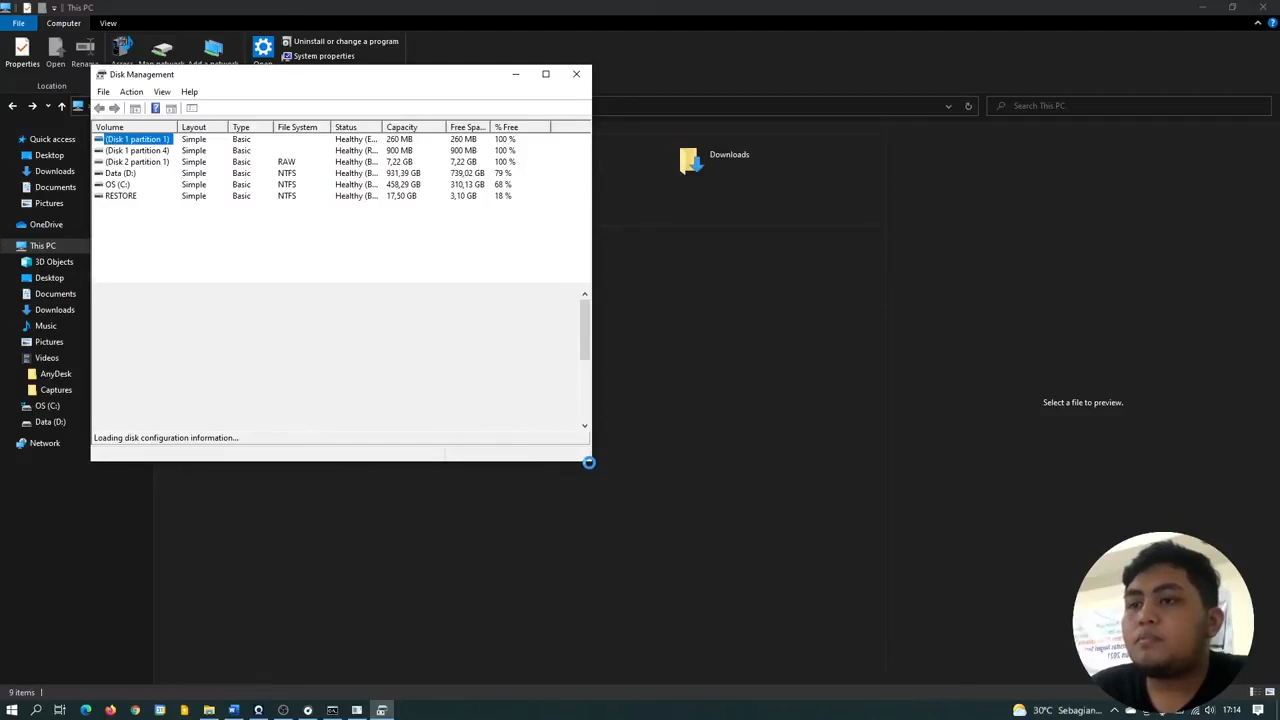 This PC
File
Computer
View
Properties
Open
Rename
Access
Map network
Add a network
Open
Uninstall or change a program
System properties
Location
Search This PC
Quick access
Desktop
Downloads
Documents
Pictures
OneDrive
This PC
3D Objects
Desktop
Documents
Downloads
Music
Pictures
Videos
AnyDesk
Captures
OS (C:)
Data (D:)
Network
Disk Management
File Action View Help
Volume Layout Type File System Status Capacity Free Spa... % Free
(Disk 1 partition 1) Simple Basic Healthy (E... 260 MB 260 MB 100 %
(Disk 1 partition 4) Simple Basic Healthy (R... 900 MB 900 MB 100 %
(Disk 2 partition 1) Simple Basic RAW Healthy (B... 7,22 GB 7,22 GB 100 %
Data (D:) Simple Basic NTFS Healthy (B... 931,39 GB 739,02 GB 79 %
OS (C:) Simple Basic NTFS Healthy (B... 458,29 GB 310,13 GB 68 %
RESTORE Simple Basic NTFS Healthy (B... 17,50 GB 3,10 GB 18 %
Loading disk configuration information...
Downloads
Select a file to preview.
9 items
30°C Sebagian...
17:14